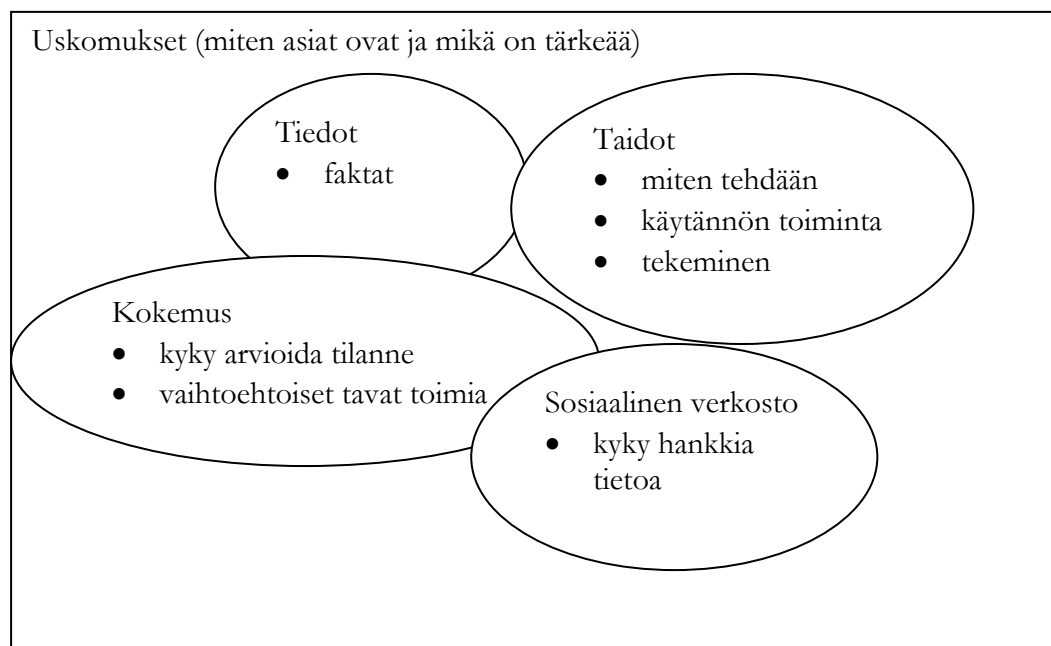 Uskomukset (miten asiat ovat ja mikä on tärkeää)
Tiedot
• faktat
Taidot
• miten tehdään
• käytännön toiminta
• tekeminen
Kokemus
• kyky arvioida tilanne
• vaihtoehtoiset tavat toimia
Sosiaalinen verkosto
• kyky hankkia
tietoa